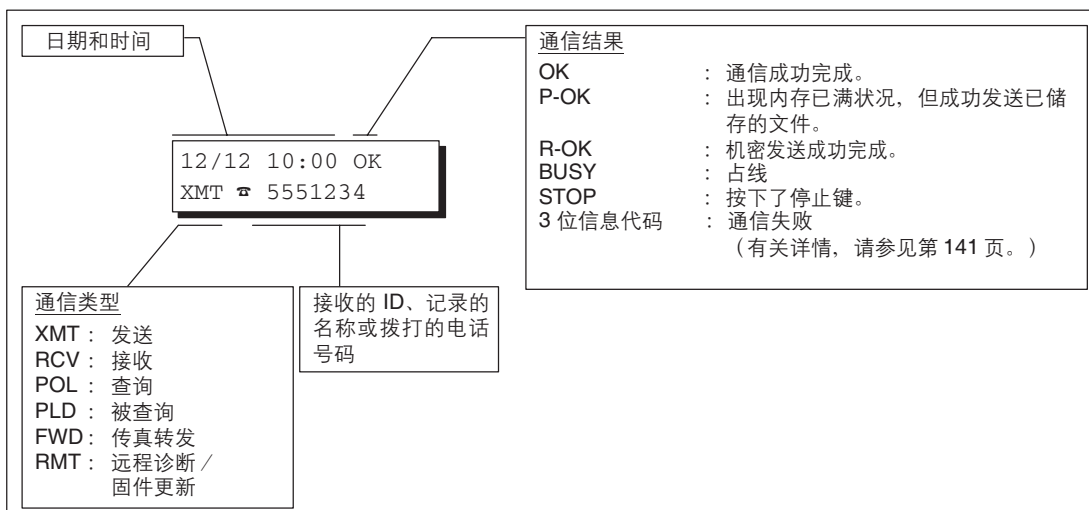 日期和时间
12/12 10:00 OK
XMT ☎ 5551234
通信类型
XMT： 发送
RCV： 接收
POL ： 查询
PLD ： 被查询
FWD： 传真转发
RMT： 远程诊断／
固件更新
接收的 ID、记录的
名称或拨打的电话
号码
通信结果
OK ： 通信成功完成。
P-OK ： 出现内存已满状况，但成功发送已储
存的文件。
R-OK ： 机密发送成功完成。
BUSY ： 占线
STOP ： 按下了停止键。
3 位信息代码 ： 通信失败
（有关详情，请参见第 141 页。）